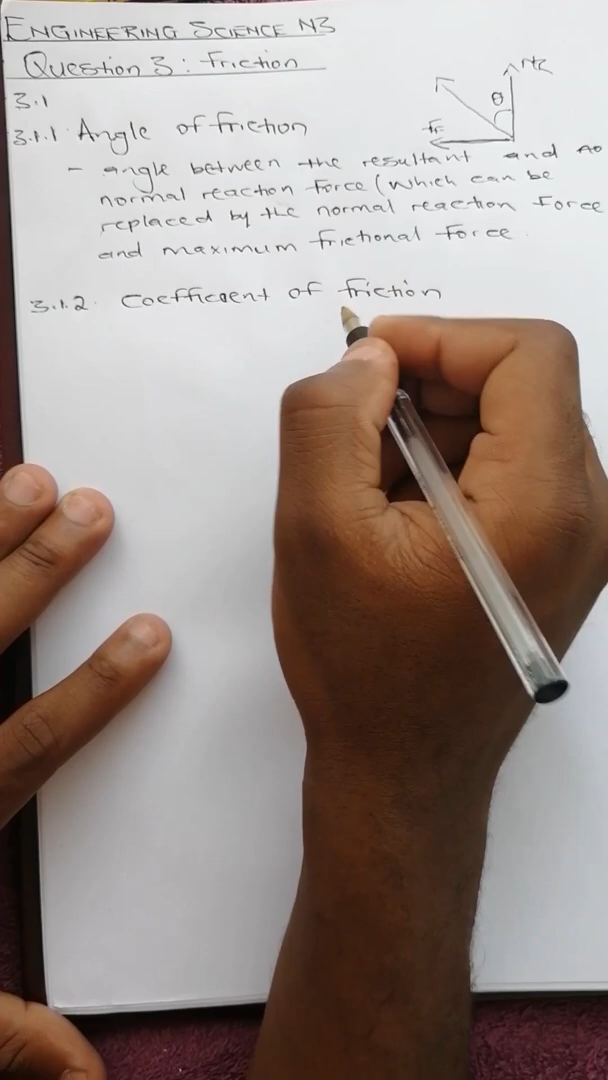 ENGINEERING SCIENCE N3
Question 3: Friction
3.1
3.1.1 Angle of friction
- angle between the resultant and
normal reaction Force (which can be
replaced by the normal reaction Force
and maximum frictional Force.
3.1.2. Coefficent of friction
θ
Fr